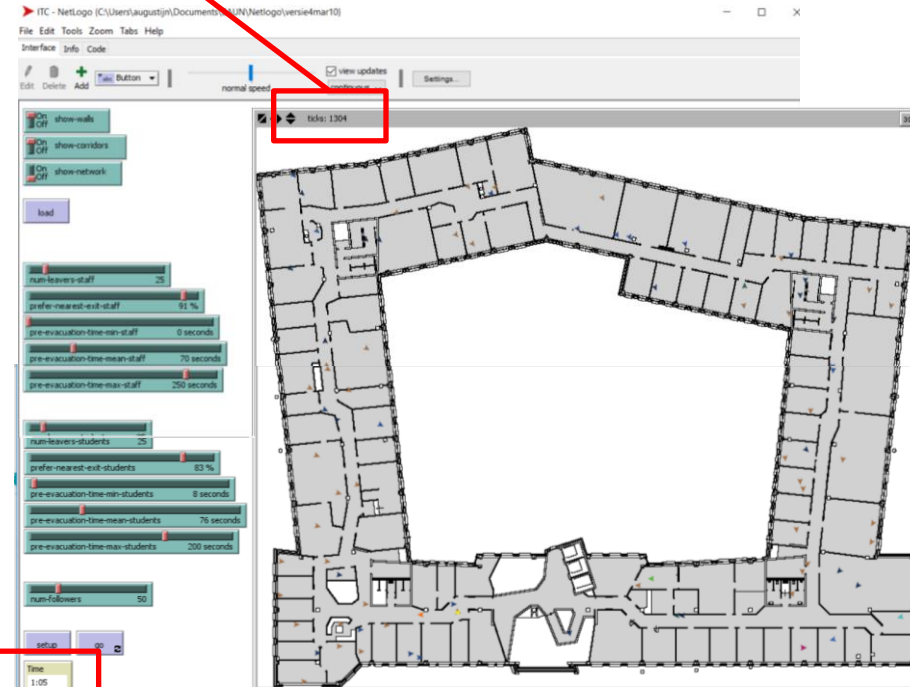 ITC - NetLogo {C:\Users\augustijn\Documents\LAUN\Netlogo\versie4mar10}
File Edit Tools Zoom Tabs Help
Interface Info Code
Edit Delete Add Button
normal speed
view updates
continuous
Settings...
ticks: 1304
3D
On
Off
show-walls
On
Off
show-corridors
On
Off
show-network
load
num-leavers-staff 25
prefer-nearest-exit-staff 91 %
pre-evacuation-time-min-staff 0 seconds
pre-evacuation-time-mean-staff 70 seconds
pre-evacuation-time-max-staff 250 seconds
num-leavers-students 25
prefer-nearest-exit-students 83 %
pre-evacuation-time-min-students 8 seconds
pre-evacuation-time-mean-students 76 seconds
pre-evacuation-time-max-students 200 seconds
num-followers 50
setup go
Time
1:05